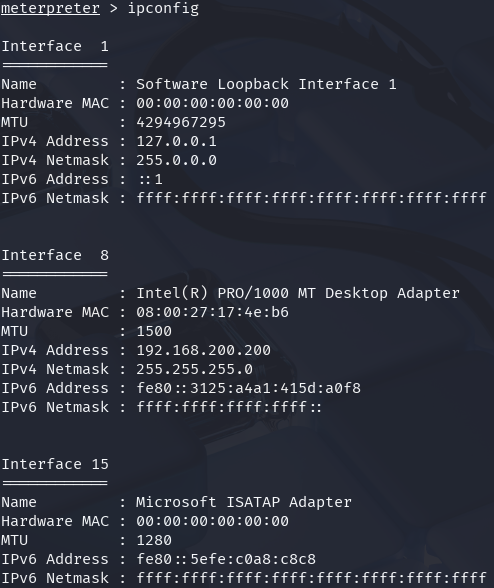 meterpreter > ipconfig
Interface  1
============
Name         : Software Loopback Interface 1
Hardware MAC : 00:00:00:00:00:00
MTU          : 4294967295
IPv4 Address : 127.0.0.1
IPv4 Netmask : 255.0.0.0
IPv6 Address : ::1
IPv6 Netmask : ffff:ffff:ffff:ffff:ffff:ffff:ffff:ffff
Interface  8
============
Name         : Intel(R) PRO/1000 MT Desktop Adapter
Hardware MAC : 08:00:27:17:4e:b6
MTU          : 1500
IPv4 Address : 192.168.200.200
IPv4 Netmask : 255.255.255.0
IPv6 Address : fe80::3125:a4a1:415d:a0f8
IPv6 Netmask : ffff:ffff:ffff:ffff::
Interface 15
============
Name         : Microsoft ISATAP Adapter
Hardware MAC : 00:00:00:00:00:00
MTU          : 1280
IPv6 Address : fe80::5efe:c0a8:c8c8
IPv6 Netmask : ffff:ffff:ffff:ffff:ffff:ffff:ffff:ffff